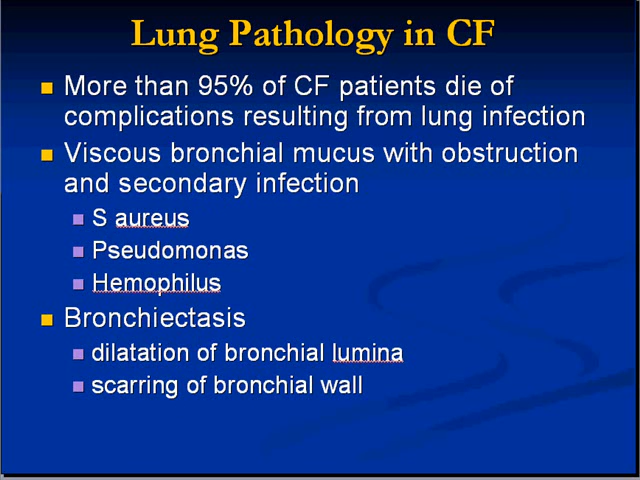 Lung Pathology in CF
More than 95% of CF patients die of
complications resulting from lung infection
Viscous bronchial mucus with obstruction
and secondary infection
S aureus
Pseudomonas
Hemophilus
Bronchiectasis
dilatation of bronchial lumina
scarring of bronchial wall